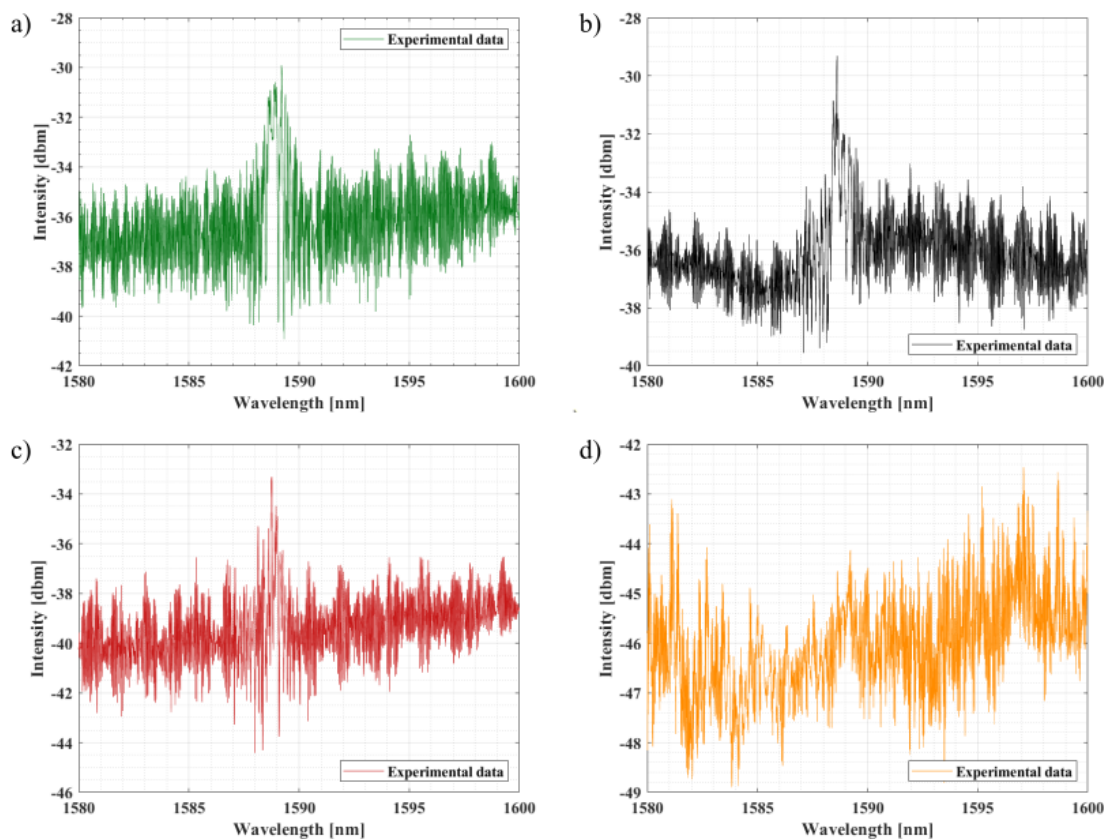 a)
-28
-30
-32
-34
-36
-38
-40
-42
Intensity [dbm]
Experimental data
1580 1585 1590 1595 1600
Wavelength [nm]
b)
-28
-30
-32
-34
-36
-38
-40
Intensity [dbm]
Experimental data
1580 1585 1590 1595 1600
Wavelength [nm]
c)
-32
-34
-36
-38
-40
-42
-44
-46
Intensity [dbm]
Experimental data
1580 1585 1590 1595 1600
Wavelength [nm]
d)
-42
-43
-44
-45
-46
-47
-48
-49
Intensity [dbm]
Experimental data
1580 1585 1590 1595 1600
Wavelength [nm]